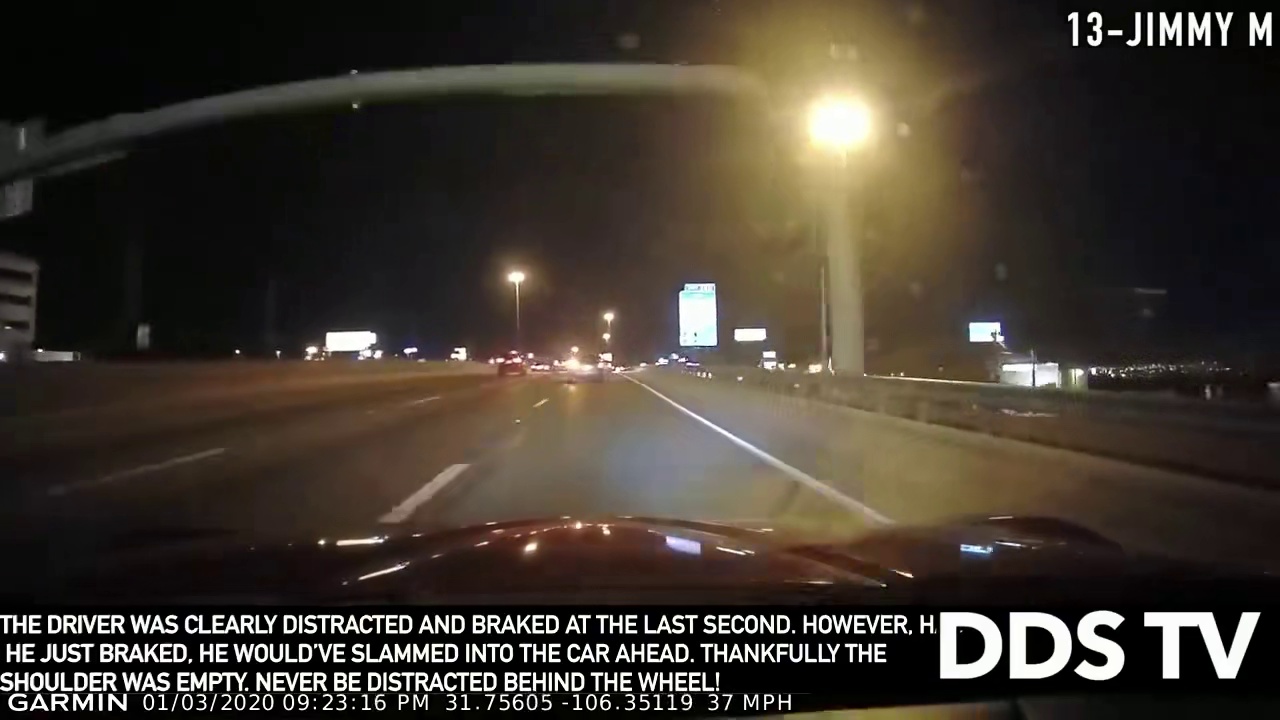 13-JIMMY M
THE DRIVER WAS CLEARLY DISTRACTED AND BRAKED AT THE LAST SECOND. HOWEVER,
HE JUST BRAKED, HE WOULD'VE SLAMMED INTO THE CAR AHEAD. THANKFULLY THE
SHOULDER WAS EMPTY. NEVER BE DISTRACTED BEHIND THE WHEEL!
DDS TV
GARMIN 01/03/2020 09:23:16 PM 31.75605 -106.35119 37 MPH